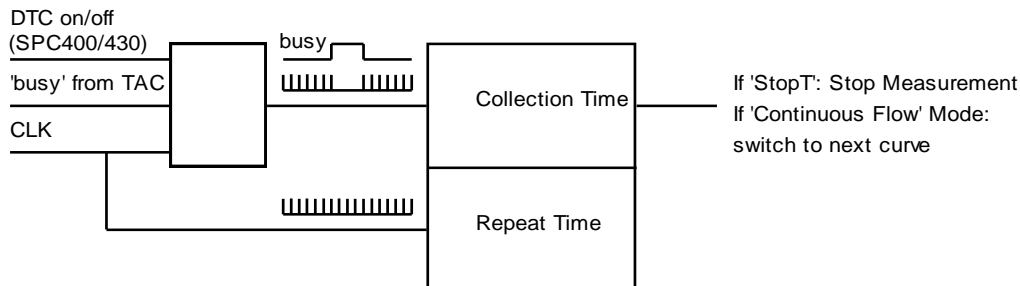 DTC on/off
(SPC400/430)
busy
'busy' from TAC
CLK
Collection Time
If 'StopT': Stop Measurement
If 'Continuous Flow' Mode:
switch to next curve
Repeat Time